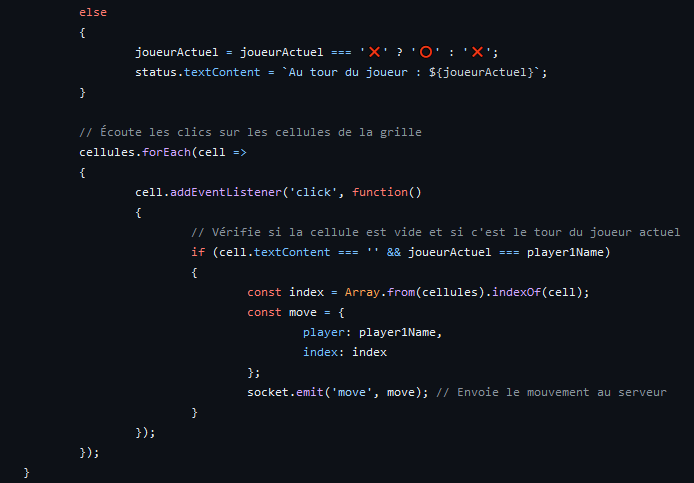 else
{
joueurActuel = joueurActuel === '❌' ? '⭕' : '❌';
status.textContent = `Au tour du joueur : ${joueurActuel}`;
}
// Écoute les clics sur les cellules de la grille
cellules.forEach(cell =>
{
cell.addEventListener('click', function()
{
// Vérifie si la cellule est vide et si c'est le tour du joueur actuel
if (cell.textContent === '' && joueurActuel === player1Name)
{
const index = Array.from(cellules).indexOf(cell);
const move = {
player: player1Name,
index: index
};
socket.emit('move', move); // Envoie le mouvement au serveur
}
});
});
}